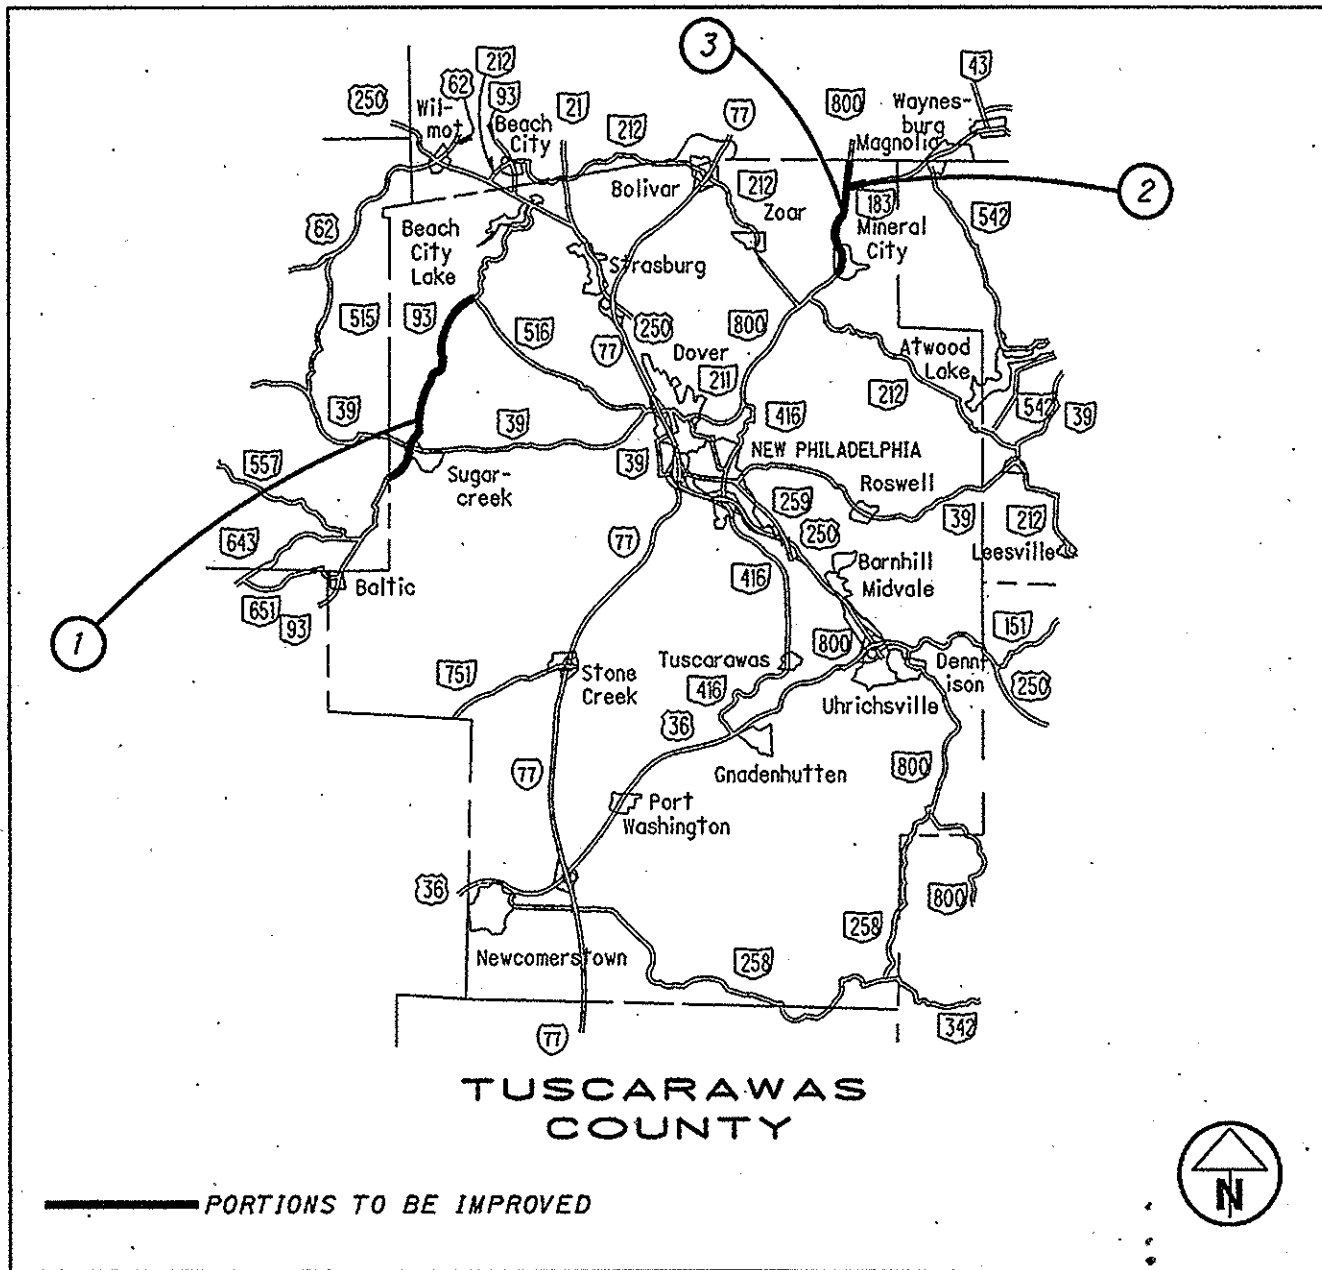 3
212
62
93
21
250
Wil-
mot
Beach
City
212
77
800
43
Waynes-
burg
Magnolia
Bolivar
212
Zoar
183
2
542
Mineral
City
62
Beach
City
Lake
Strasburg
515
93
516
250
77
800
Dover
211
Atwood
Lake
212
542
39
39
39
416
NEW PHILADELPHIA
557
Sugar-
creek
39
Roswell
259
250
39
212
Leesville
643
77
416
Barnhill
Midvale
651
93
Baltic
1
751
Stone
Creek
Tuscarawas
800
151
Denn
ison
250
416
36
Uhrichsville
Gnadenhutten
800
77
Port
Washington
36
800
258
Newcomerstown
258
342
77
TUSCARAWAS
COUNTY
PORTIONS TO BE IMPROVED
N